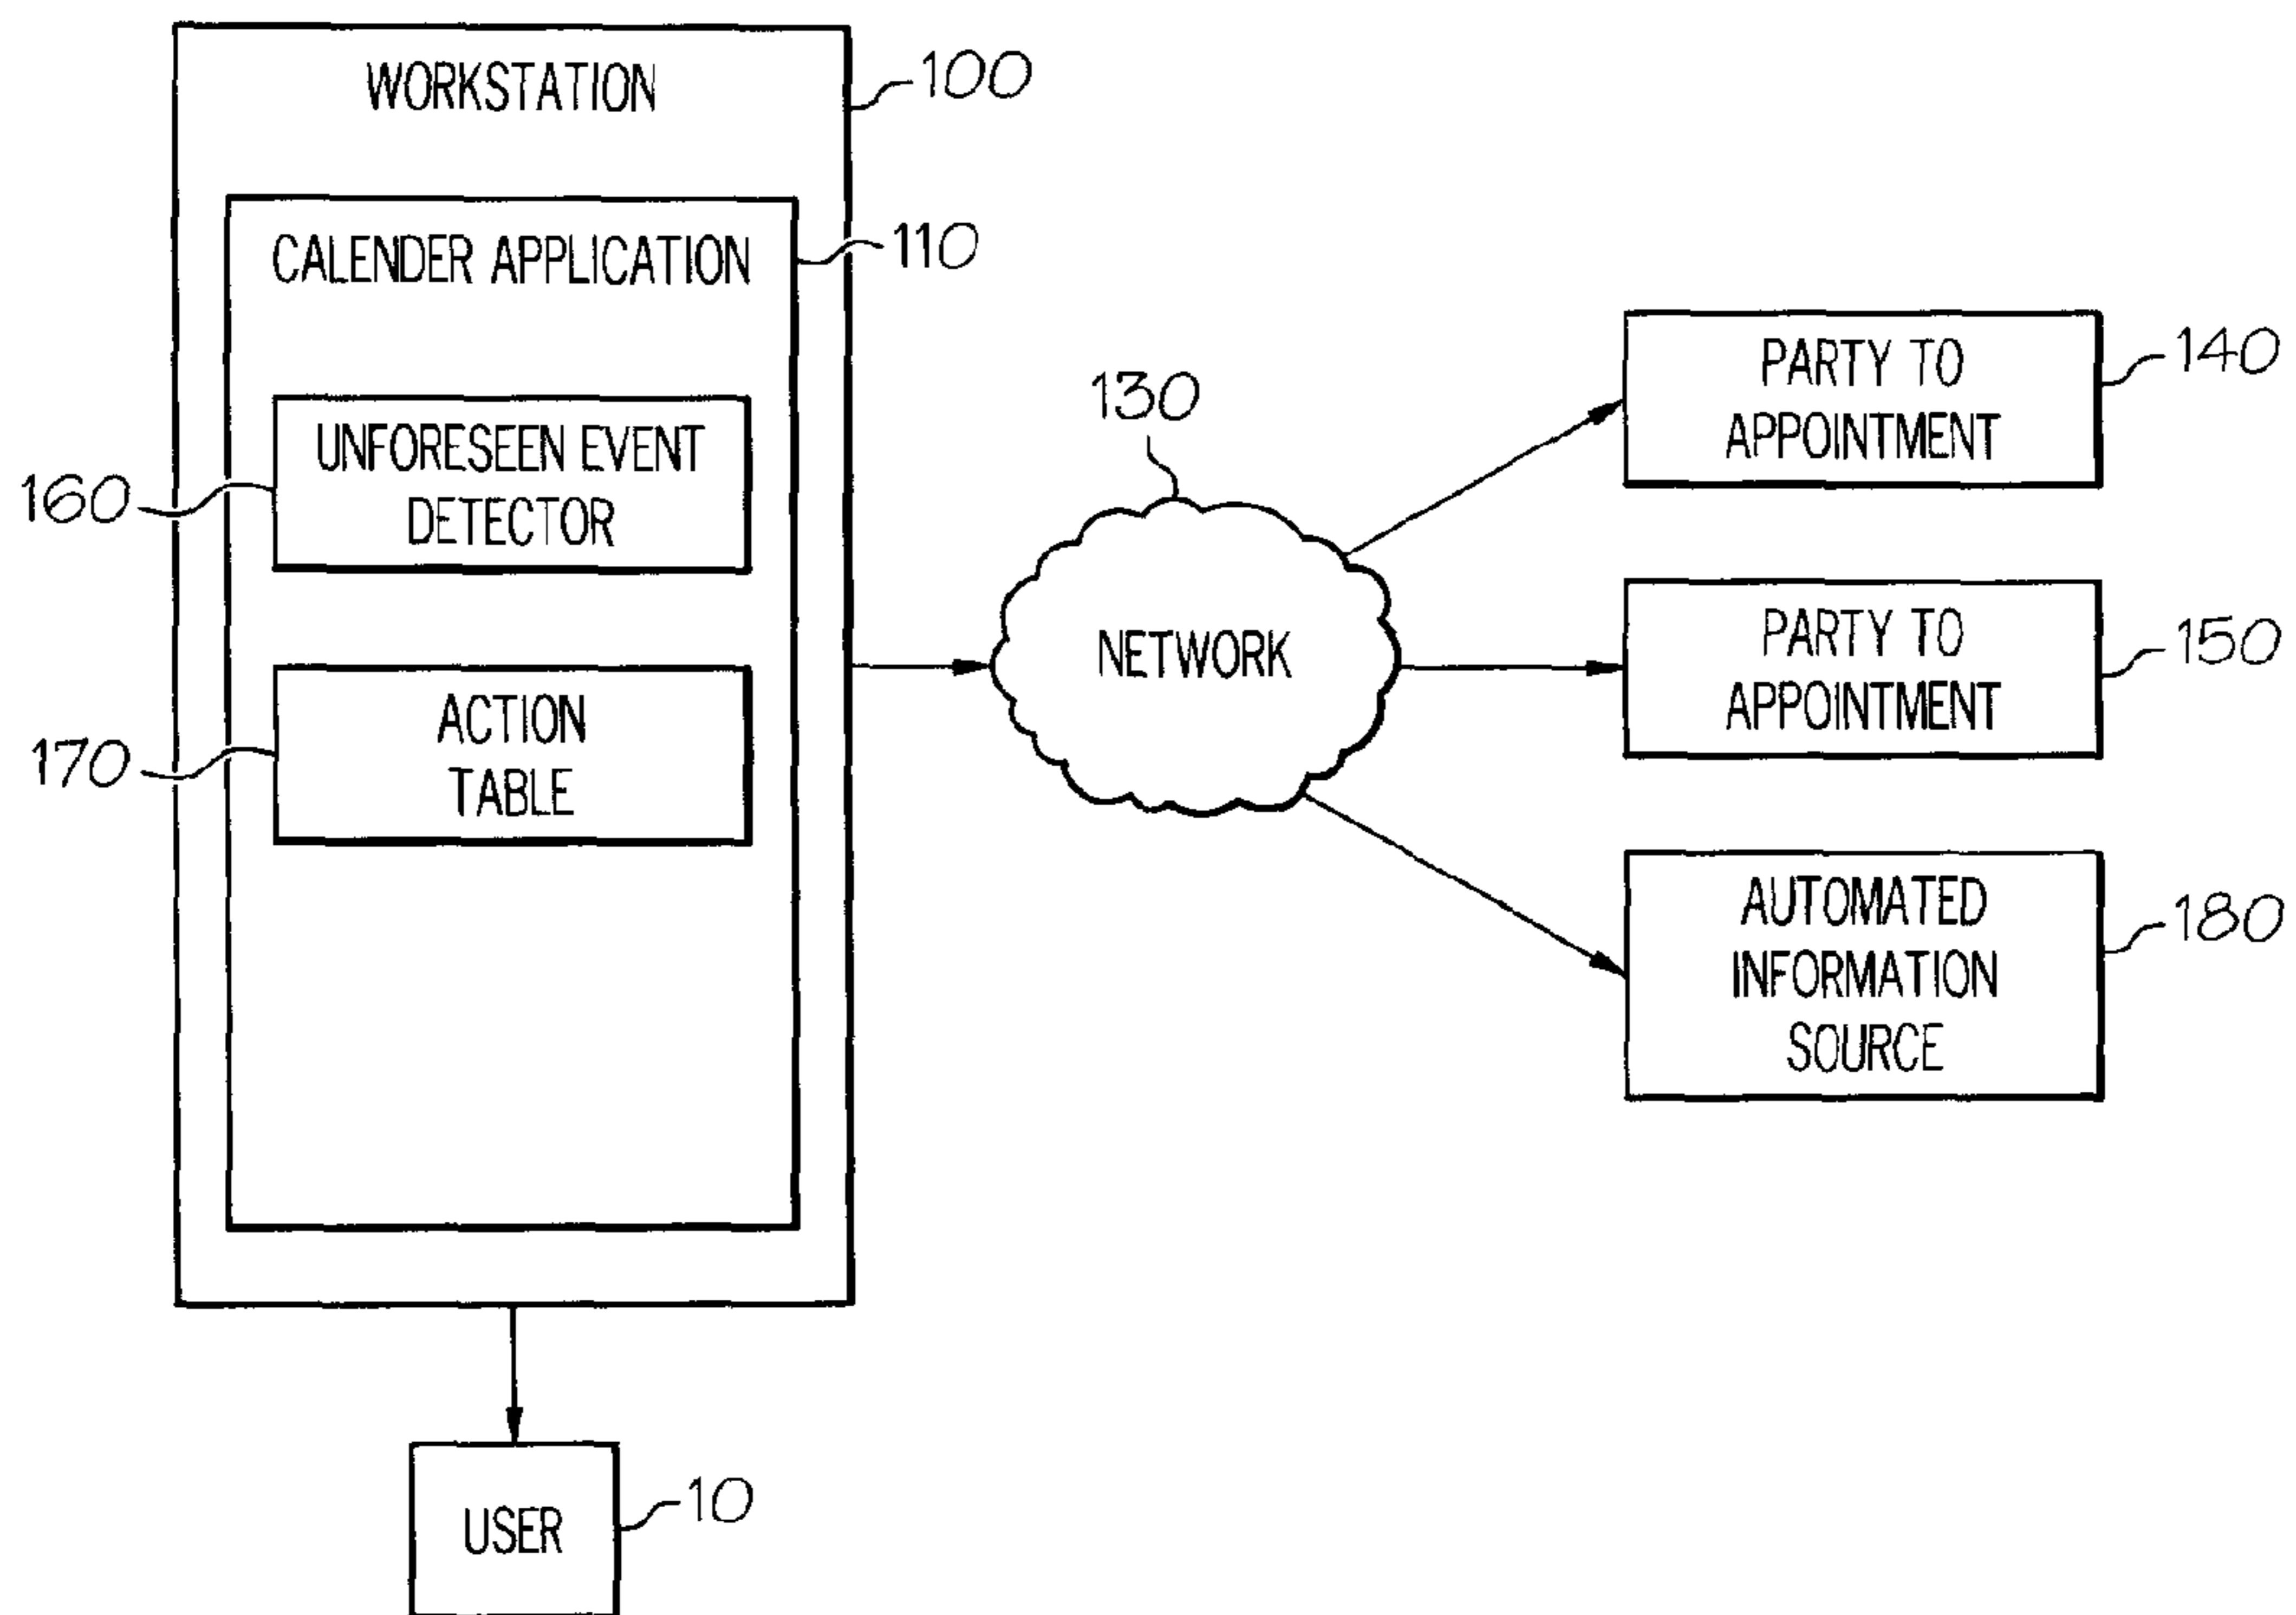 WORKSTATION
100
CALENDER APPLICATION
110
UNFORESEEN EVENT
DETECTOR
160
ACTION
TABLE
170
USER
10
130
NETWORK
PARTY TO
APPOINTMENT
140
PARTY TO
APPOINTMENT
150
AUTOMATED
INFORMATION
SOURCE
180